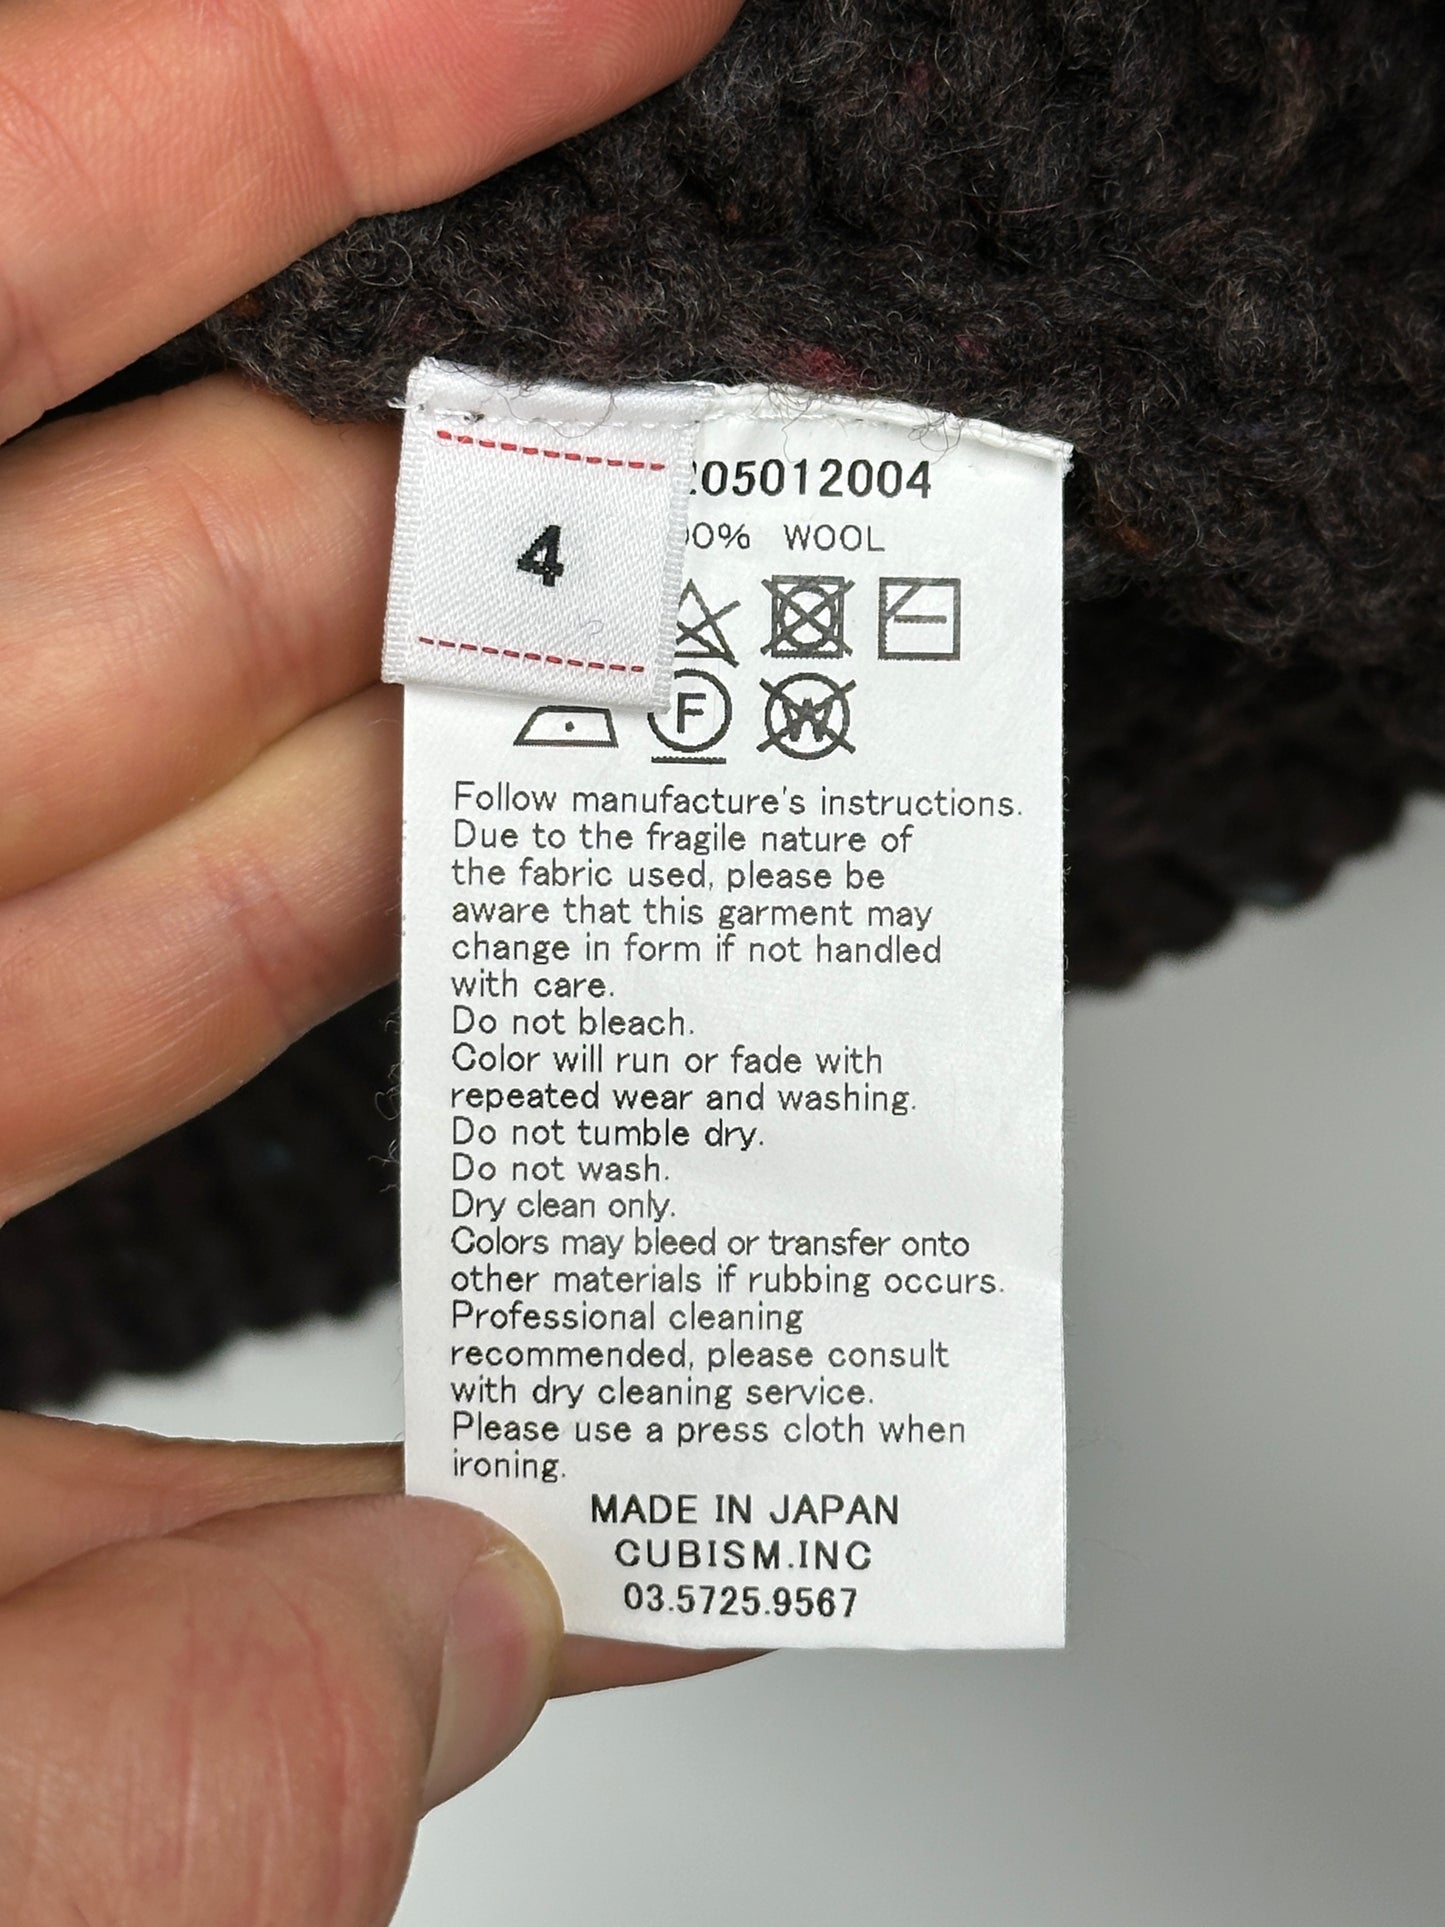 4
05012004
0% WOOL
F
W
Follow manufacture's instructions.
Due to the fragile nature of
the fabric used, please be
aware that this garment may
change in form if not handled
with care.
Do not bleach.
Color will run or fade with
repeated wear and washing.
Do not tumble dry.
Do not wash.
Dry clean only.
Colors may bleed or transfer onto
other materials if rubbing occurs.
Professional cleaning
recommended, please consult
with dry cleaning service.
Please use a press cloth when
ironing.
MADE IN JAPAN
CUBISM.INC
03.5725.9567